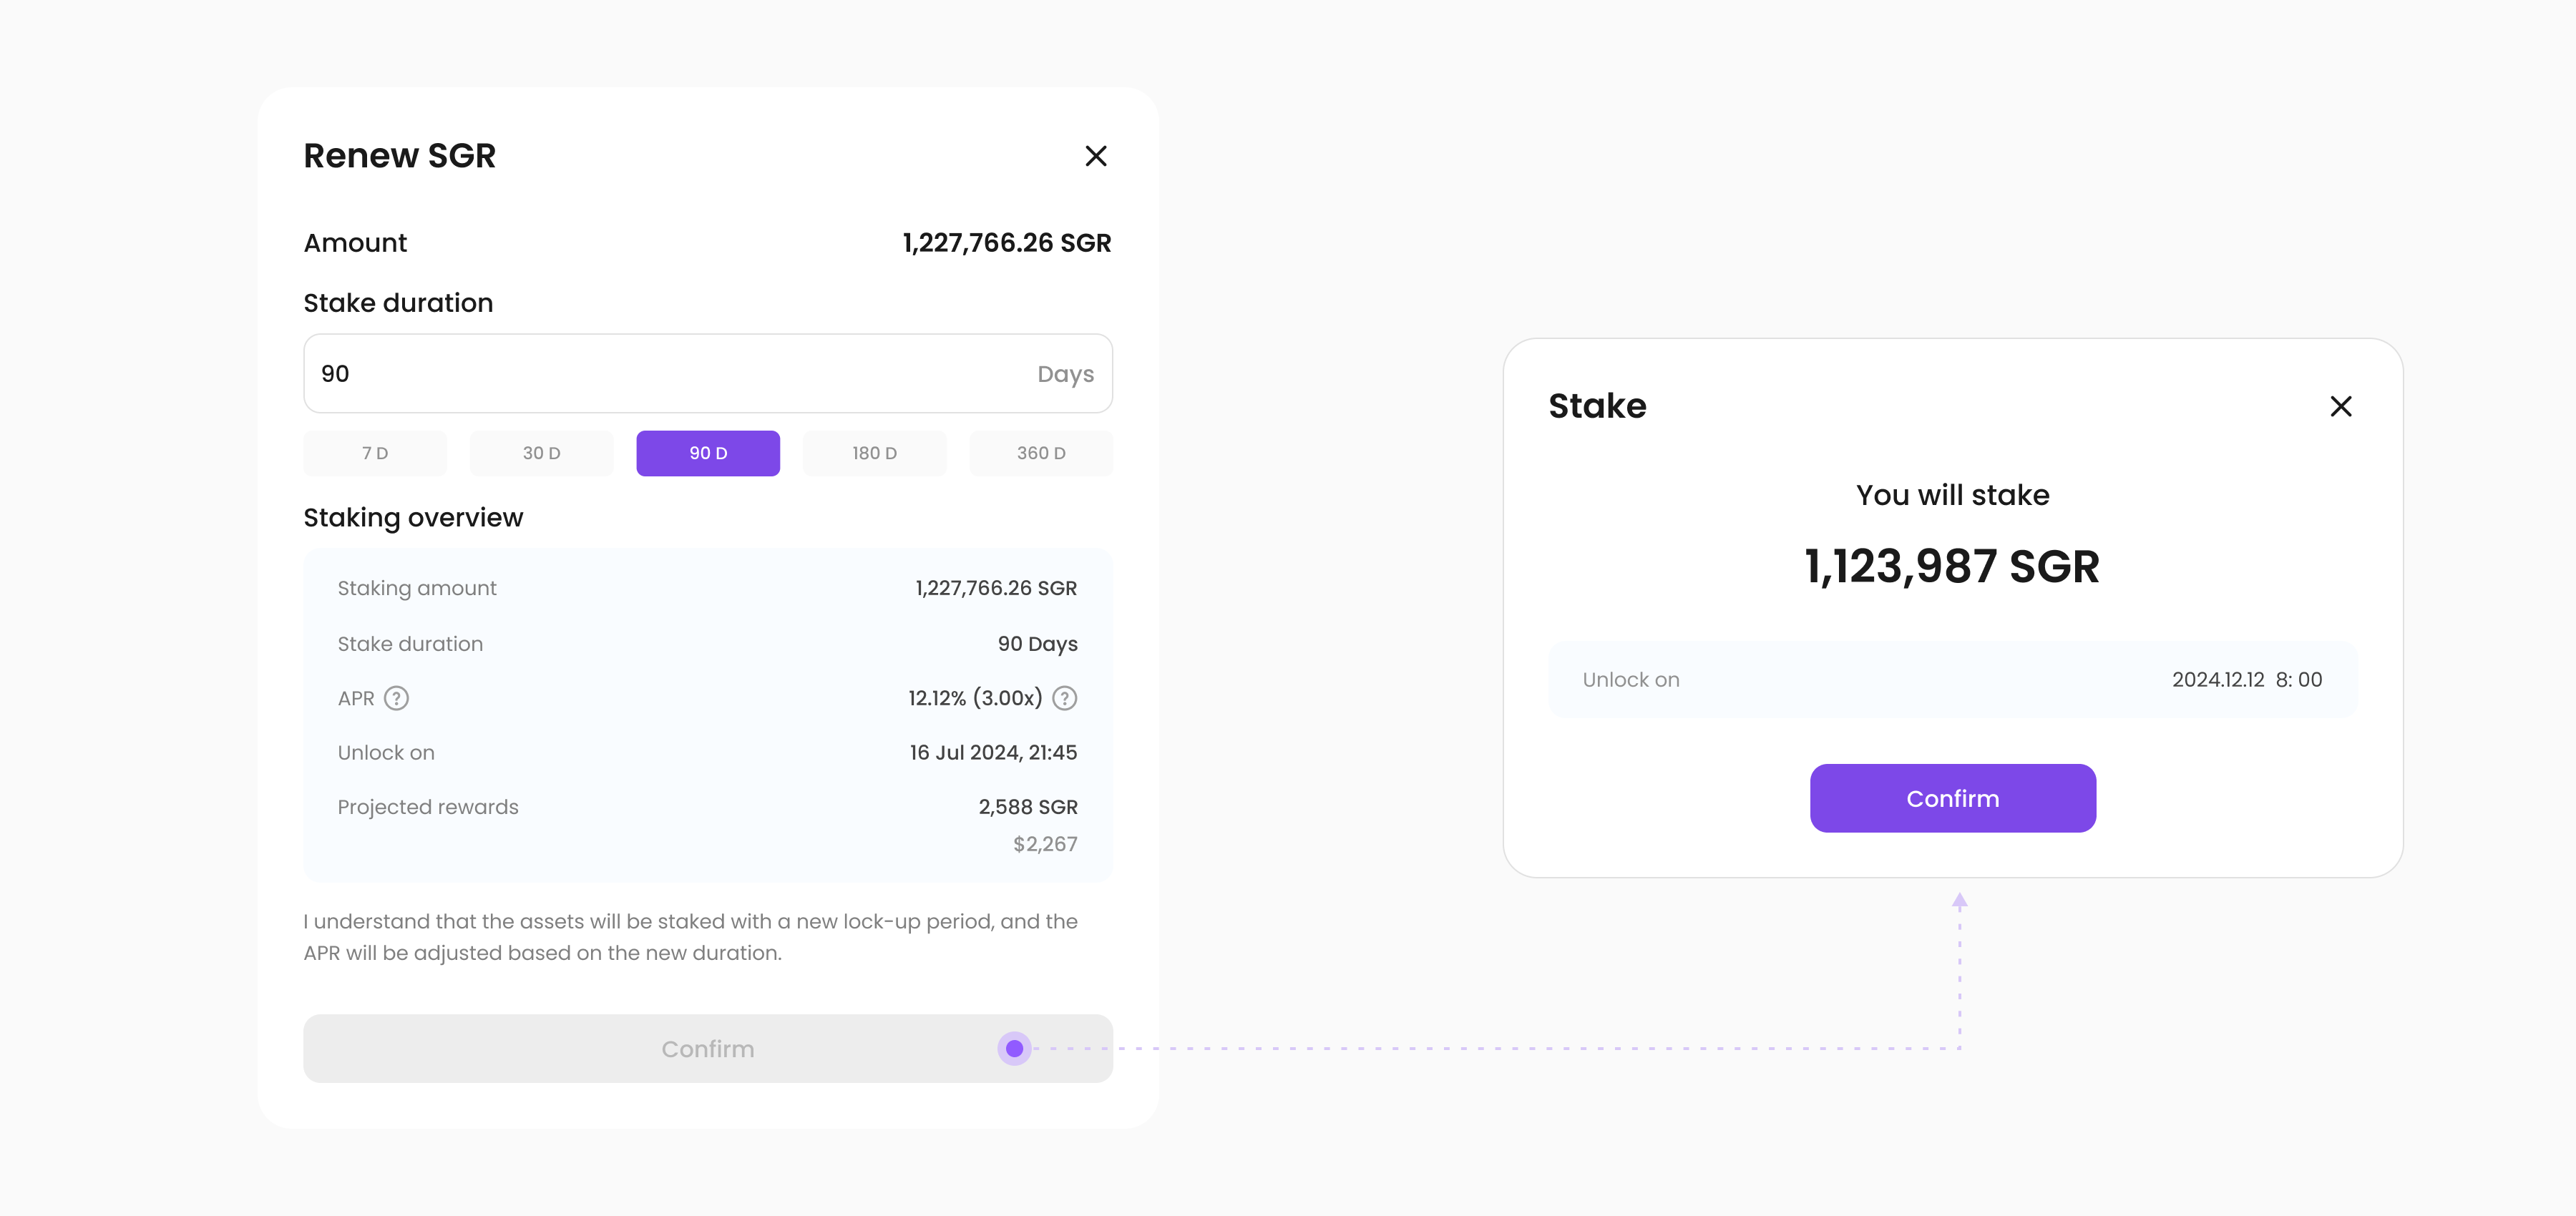 Renew SGR
Amount 1,227,766.26 SGR
Stake duration
90 Days
7 D 30 D 90 D 180 D 360 D
Staking overview
Staking amount 1,227,766.26 SGR
Stake duration 90 Days
APR ? 12.12% (3.00x) ?
Unlock on 16 Jul 2024, 21:45
Projected rewards 2,588 SGR
$2,267
I understand that the assets will be staked with a new lock-up period, and the
APR will be adjusted based on the new duration.
Confirm
Stake
You will stake
1,123,987 SGR
Unlock on 2024.12.12 8: 00
Confirm